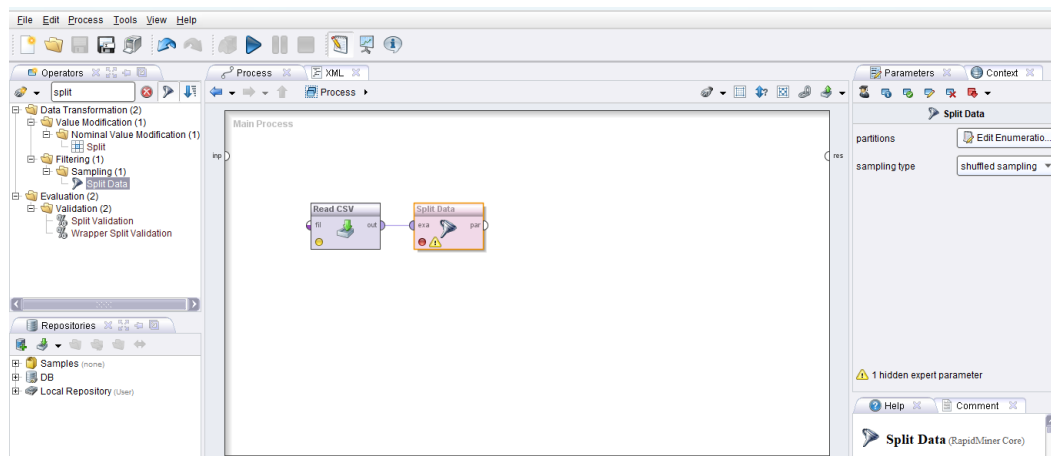 File Edit Process Tools View Help
Operators
Process
XML
Parameters
Context
split
Process
Split Data
Data Transformation (2)
Value Modification (1)
Nominal Value Modification (1)
Split
Filtering (1)
Sampling (1)
Split Data
Evaluation (2)
Validation (2)
Split Validation
Wrapper Split Validation
Main Process
inp
res
Read CSV
fil
out
Split Data
exa
par
partitions
Edit Enumeratio...
sampling type
shuffled sampling
Repositories
Samples (none)
DB
Local Repository (User)
1 hidden expert parameter
Help
Comment
Split Data (RapidMiner Core)